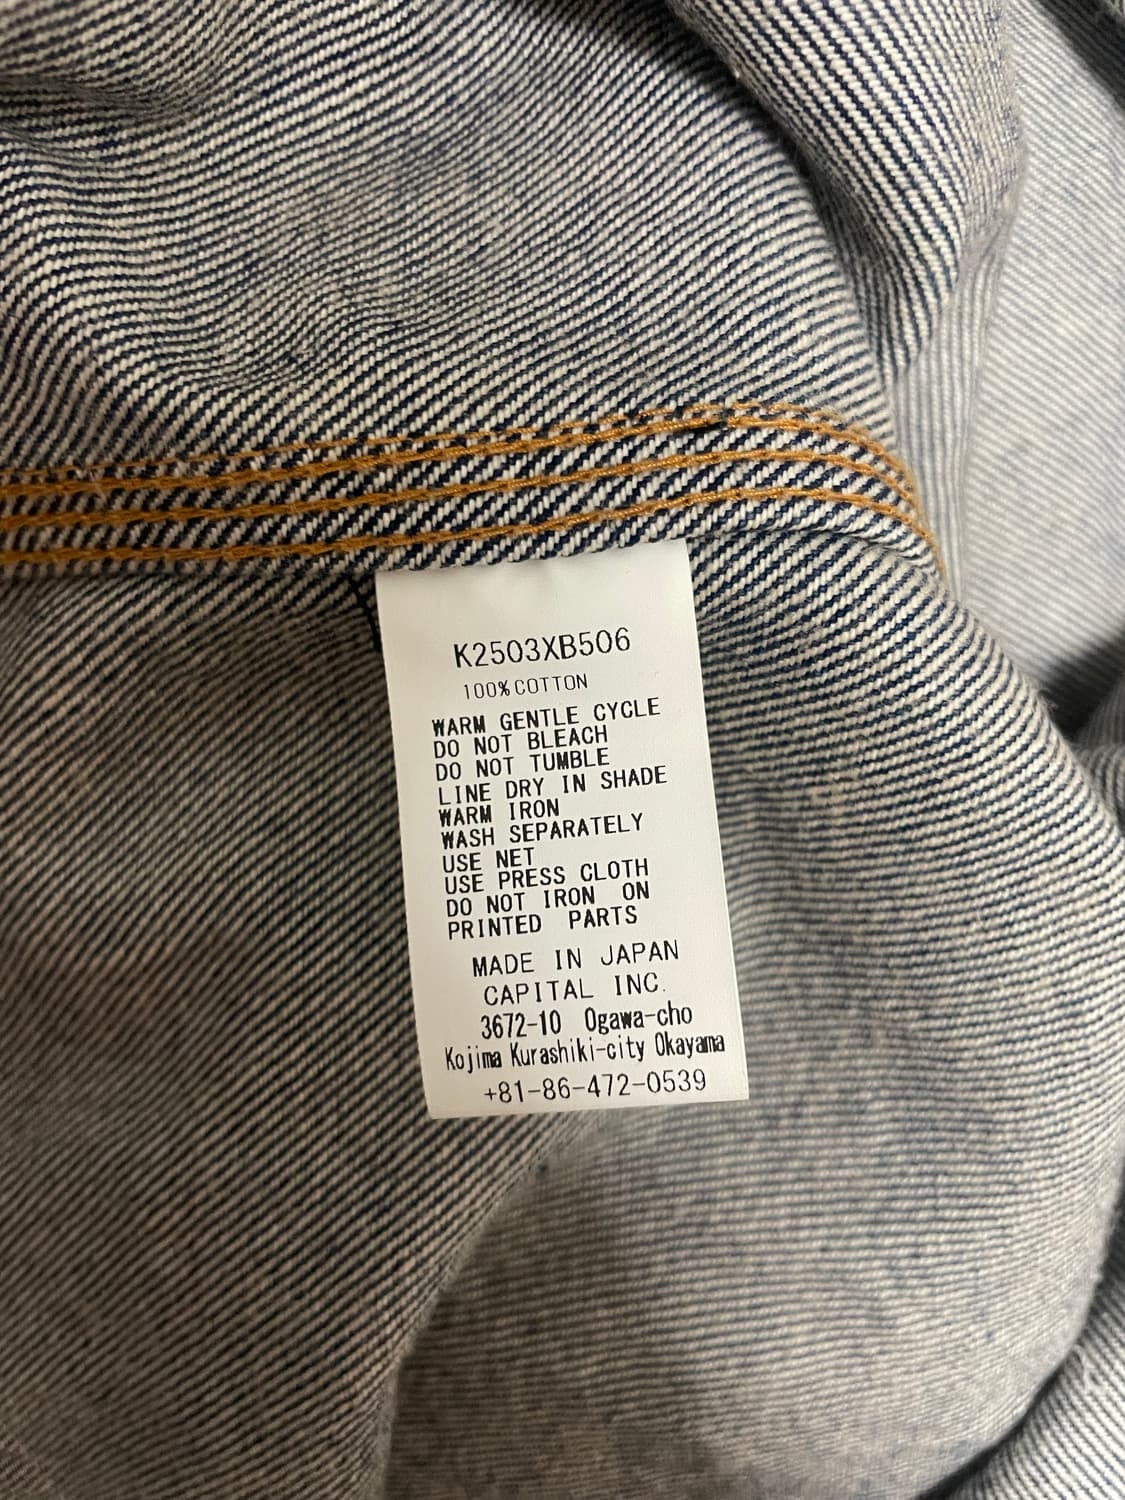 K2503XB506
100%COTTON
WARM GENTLE CYCLE
DO NOT BLEACH
DO NOT TUMBLE
LINE DRY IN SHADE
WARM IRON
WASH SEPARATELY
USE NET
USE PRESS CLOTH
DO NOT IRON ON
PRINTED PARTS
MADE IN JAPAN
CAPITAL INC.
3672-10 Ogawa-cho
Kojima Kurashiki-city Okayama
+81-86-472-0539